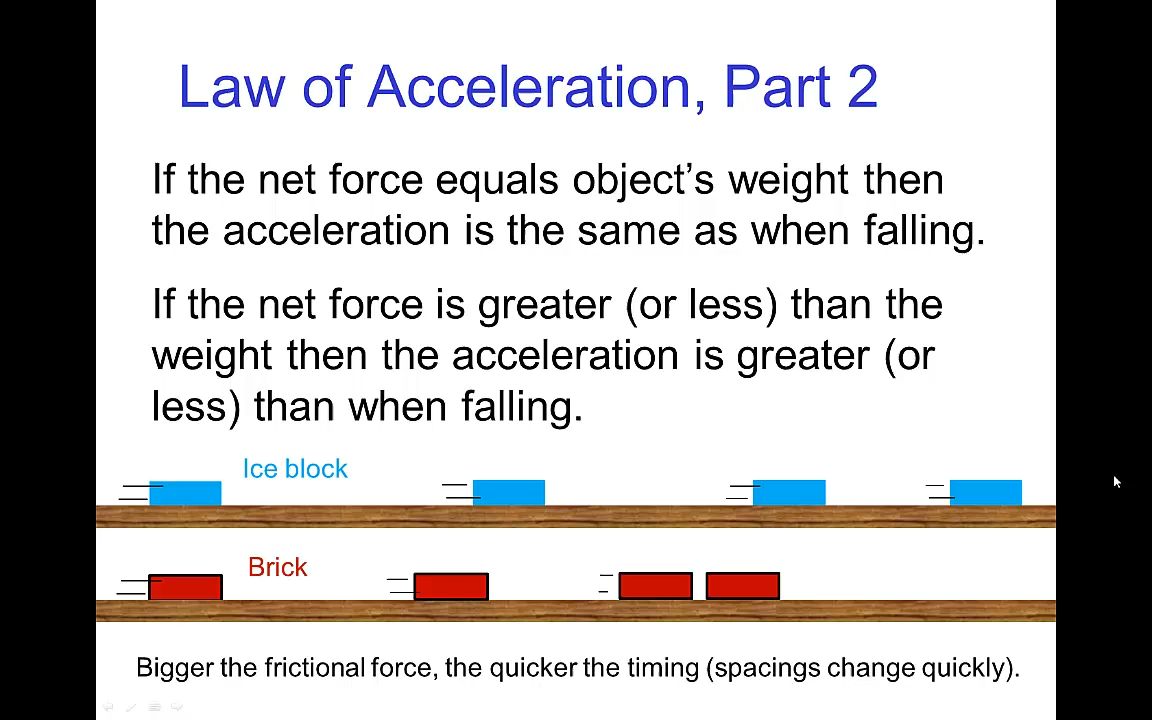 Law of Acceleration, Part 2
If the net force equals object’s weight then
the acceleration is the same as when falling.
If the net force is greater (or less) than the
weight then the acceleration is greater (or
less) than when falling.
Ice block
Brick
Bigger the frictional force, the quicker the timing (spacings change quickly).